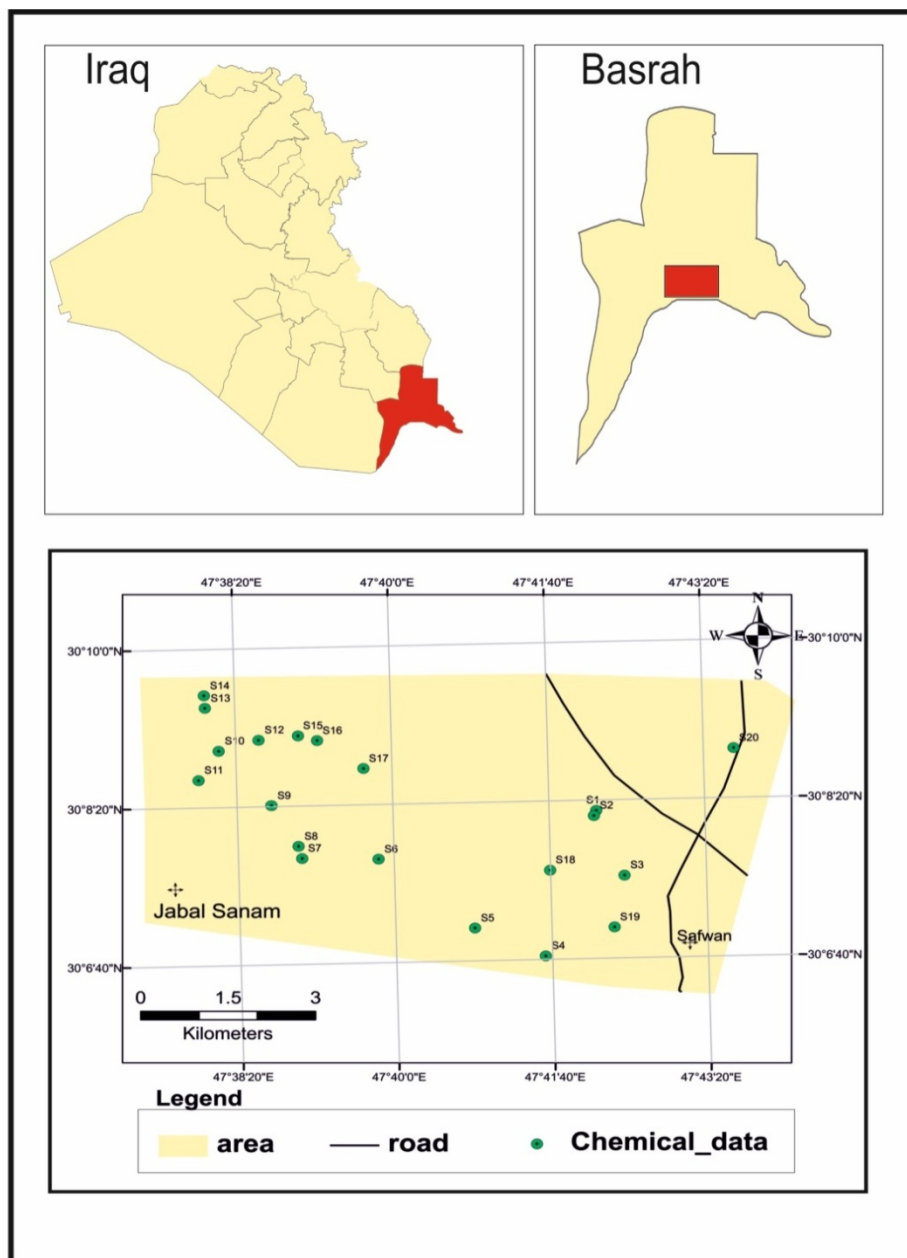 Iraq
Basrah
47°38'20"E 47°40'0"E 47°41'40"E 47°43'20"E
N
W E
S
30°10'0"N 30°10'0"N
S14
S13
S15
S12 S16
S10
S20
S17
S11
30°8'20"N 30°8'20"N
S9
S1
S2
S8
S7
S6
S18
S3
Jabal Sanam
S5
S19
Safwan
S4
30°6'40"N 30°6'40"N
0 1.5 3
Kilometers
47°38'20"E 47°40'0"E 47°41'40"E 47°43'20"E
Legend
area road Chemical_data